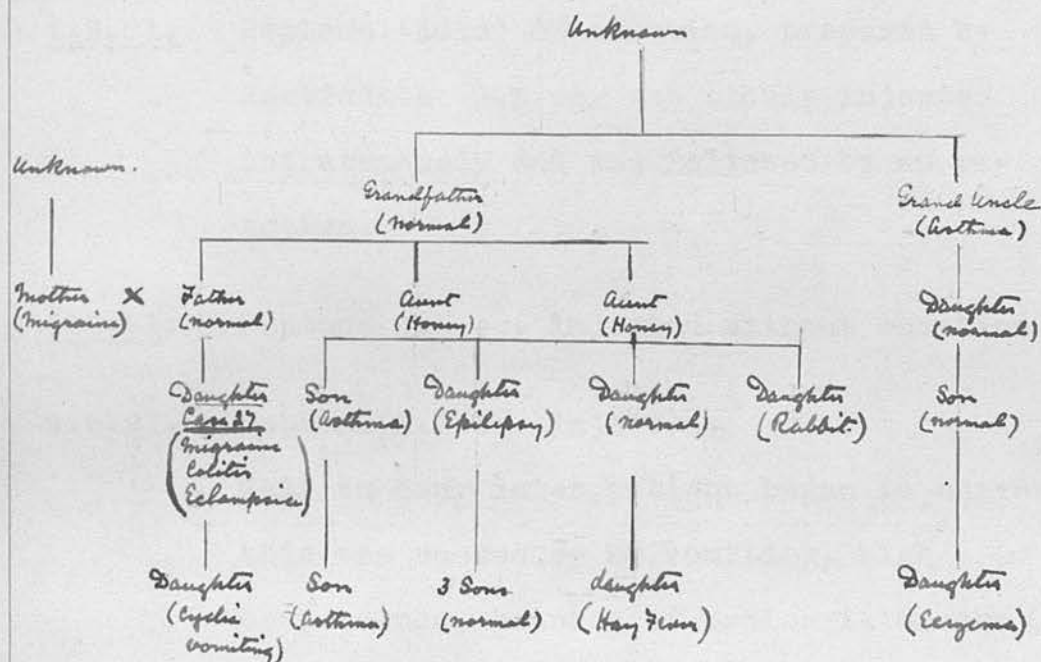 Unknown
Unknown.
Grandfather
(normal)
Grand Uncle
(Asthma)
Mother X
(Migraine)
Father
(normal)
Aunt
(Honey)
Aunt
(Honey)
Daughter
(normal)
Daughter
Case 27
(Migraine
Colitis
Eclampsia)
Son
(Asthma)
Daughter
(Epilepsy)
Daughter
(normal)
Daughter
(Rabbit.)
Son
(normal)
Daughter
(Cyclic
vomiting)
Son
(Asthma)
3 Sons
(normal)
daughter
(Hay Fever)
Daughter
(Eczema)